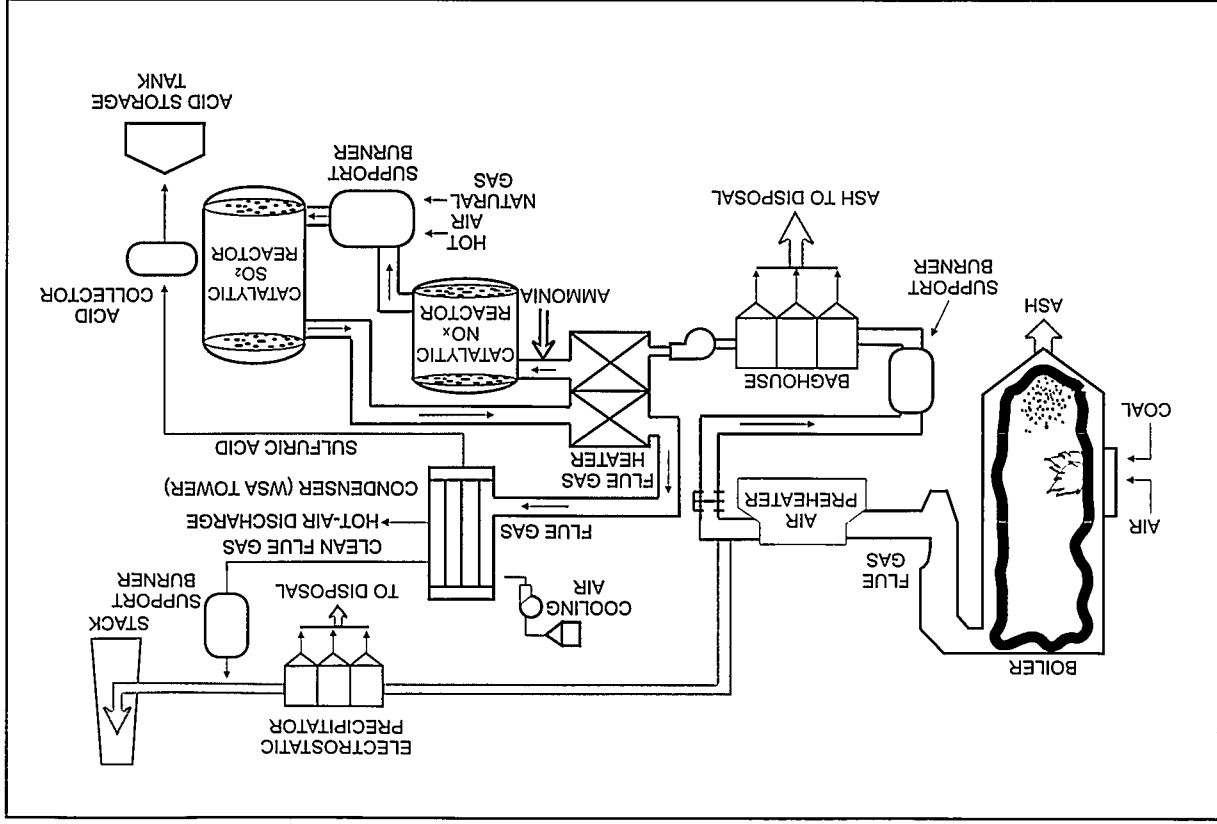 BOILER
AIR
COAL
ASH
FLUE
GAS
AIR
PREHEATER
SUPPORT
BURNER
BAGHOUSE
ASH TO DISPOSAL
ELECTROSTATIC
PRECIPITATOR
TO DISPOSAL
STACK
SUPPORT
BURNER
COOLING
AIR
FLUE GAS
CLEAN FLUE GAS
HOT-AIR DISCHARGE
CONDENSER (WSA TOWER)
SULFURIC ACID
FLUE GAS
HEATER
AMMONIA
CATALYTIC
NOx
REACTOR
HOT
AIR
NATURAL
GAS
SUPPORT
BURNER
CATALYTIC
SO2
REACTOR
ACID
COLLECTOR
ACID STORAGE
TANK